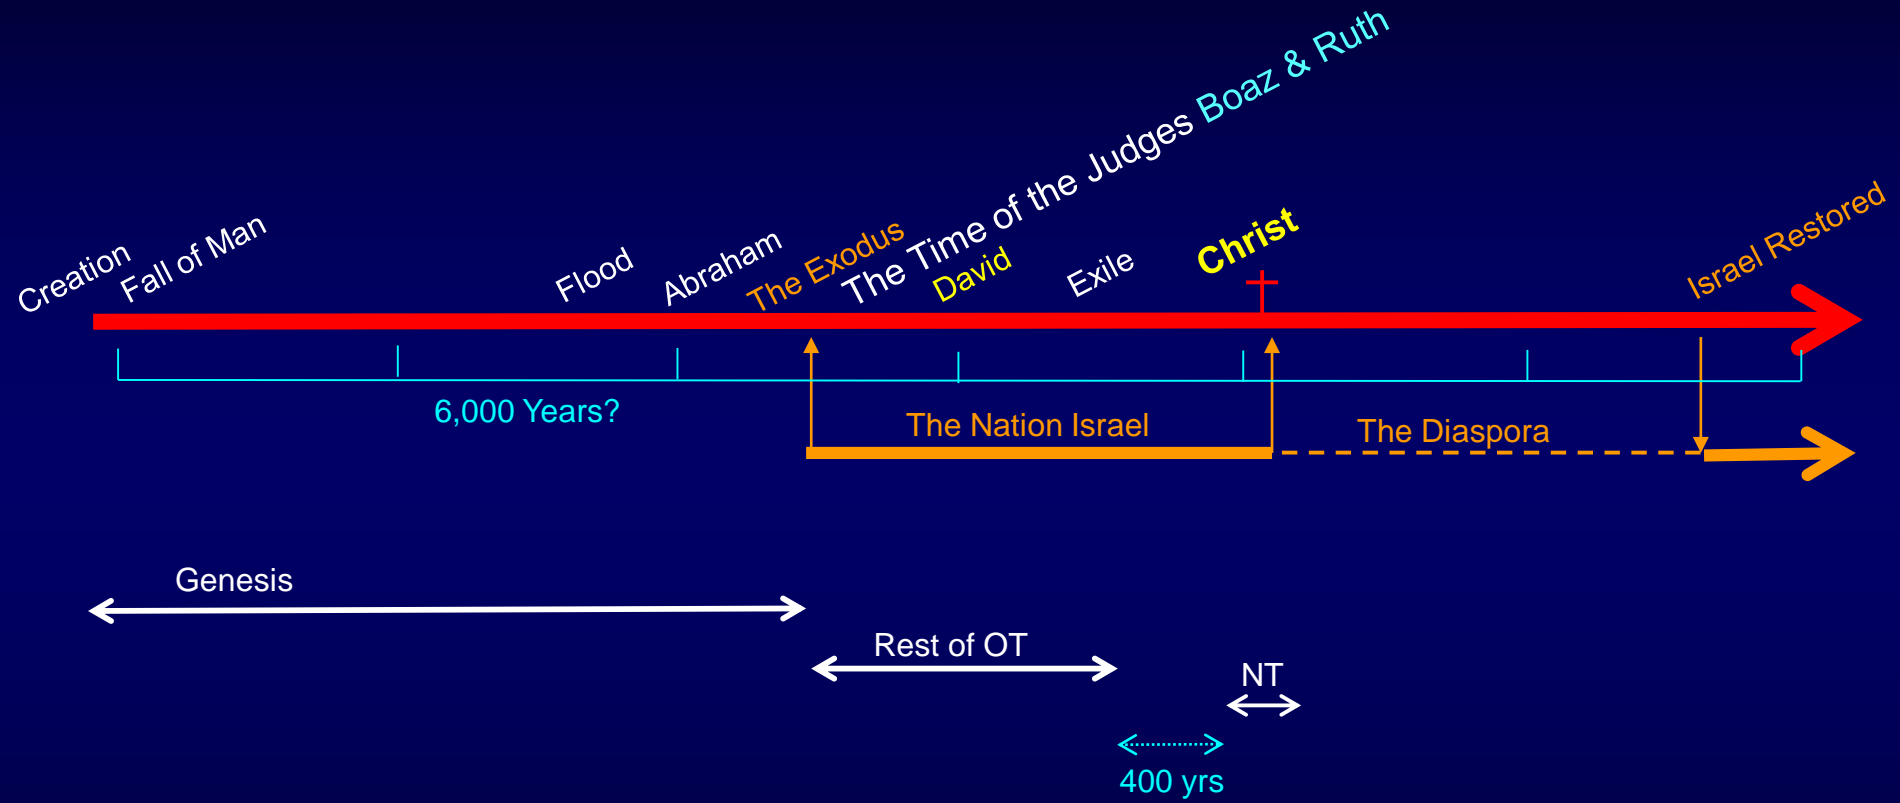 Creation
Fall of Man
Flood
Abraham
The Exodus
The Time of the Judges Boaz & Ruth
David
Exile
Christ
Israel Restored
6,000 Years?
The Nation Israel
The Diaspora
Genesis
Rest of OT
NT
400 yrs